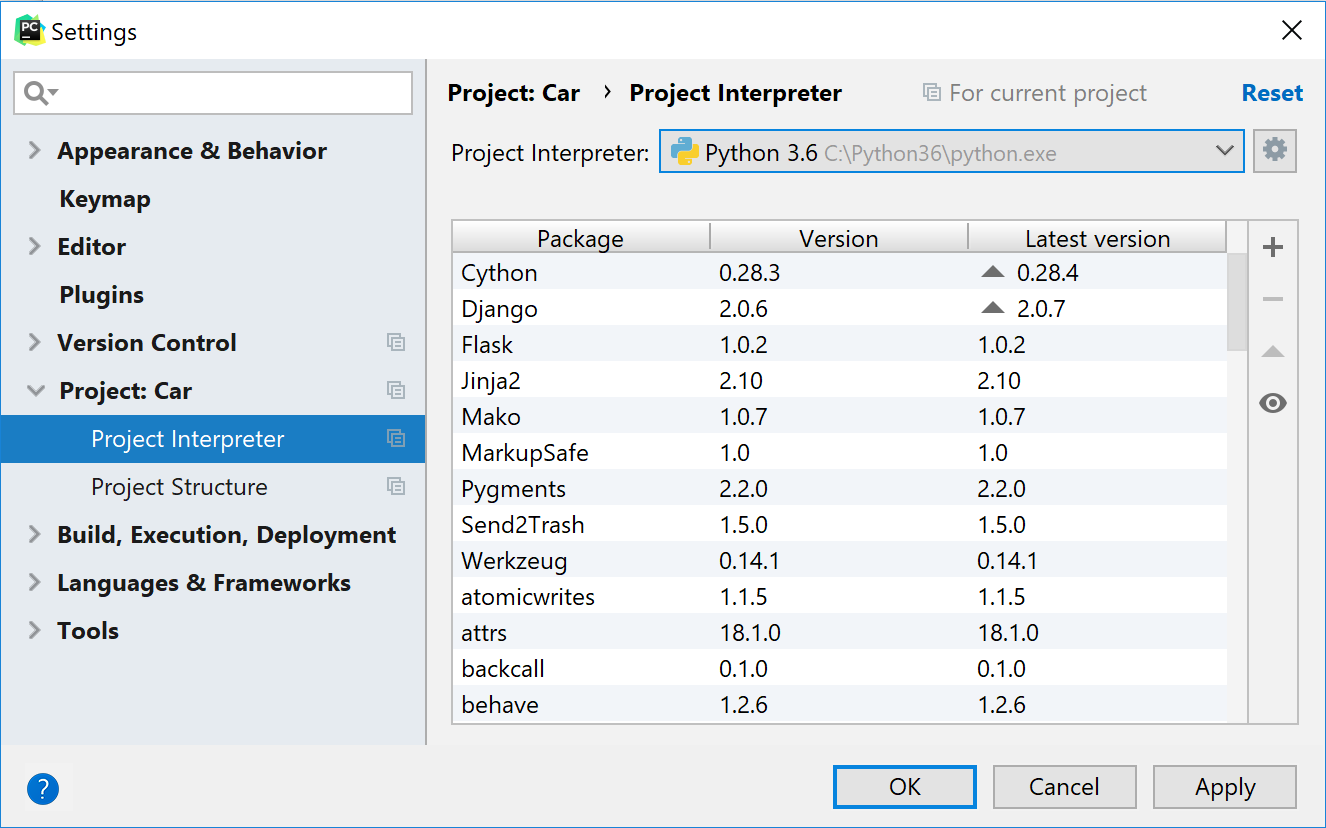 PC
Settings
Project: Car › Project Interpreter For current project Reset
Project Interpreter: Python 3.6 C:\Python36\python.exe
Appearance & Behavior
Keymap
Editor
Plugins
Version Control
Project: Car
Project Interpreter
Project Structure
Build, Execution, Deployment
Languages & Frameworks
Tools
Package Version Latest version
Cython 0.28.3 0.28.4
Django 2.0.6 2.0.7
Flask 1.0.2 1.0.2
Jinja2 2.10 2.10
Mako 1.0.7 1.0.7
MarkupSafe 1.0 1.0
Pygments 2.2.0 2.2.0
Send2Trash 1.5.0 1.5.0
Werkzeug 0.14.1 0.14.1
atomicwrites 1.1.5 1.1.5
attrs 18.1.0 18.1.0
backcall 0.1.0 0.1.0
behave 1.2.6 1.2.6
? OK Cancel Apply